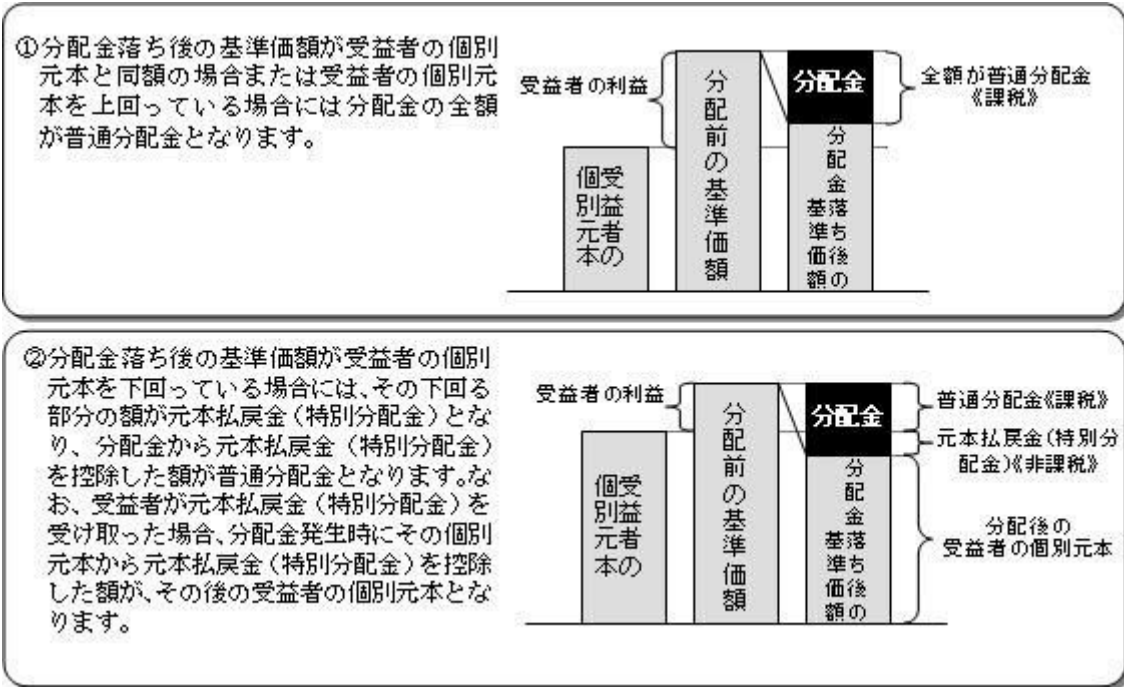 ①分配金落ち後の基準価額が受益者の個別
元本と同額の場合または受益者の個別元
本を上回っている場合には分配金の全額
が普通分配金となります。
受益者の利益
受益者の
個別元本
分配前の基準価額
分配金
分配金落ち後の
基準価額
全額が普通分配金
《課税》
②分配金落ち後の基準価額が受益者の個別
元本を下回っている場合には、その下回る
部分の額が元本払戻金（特別分配金）とな
り、分配金から元本払戻金（特別分配金）
を控除した額が普通分配金となります。な
お、受益者が元本払戻金（特別分配金）を
受け取った場合、分配金発生時にその個別
元本から元本払戻金（特別分配金）を控除
した額が、その後の受益者の個別元本とな
ります。
受益者の利益
受益者の
個別元本
分配前の基準価額
分配金
分配金落ち後の
基準価額
普通分配金《課税》
元本払戻金（特別分
配金）《非課税》
分配後の
受益者の個別元本